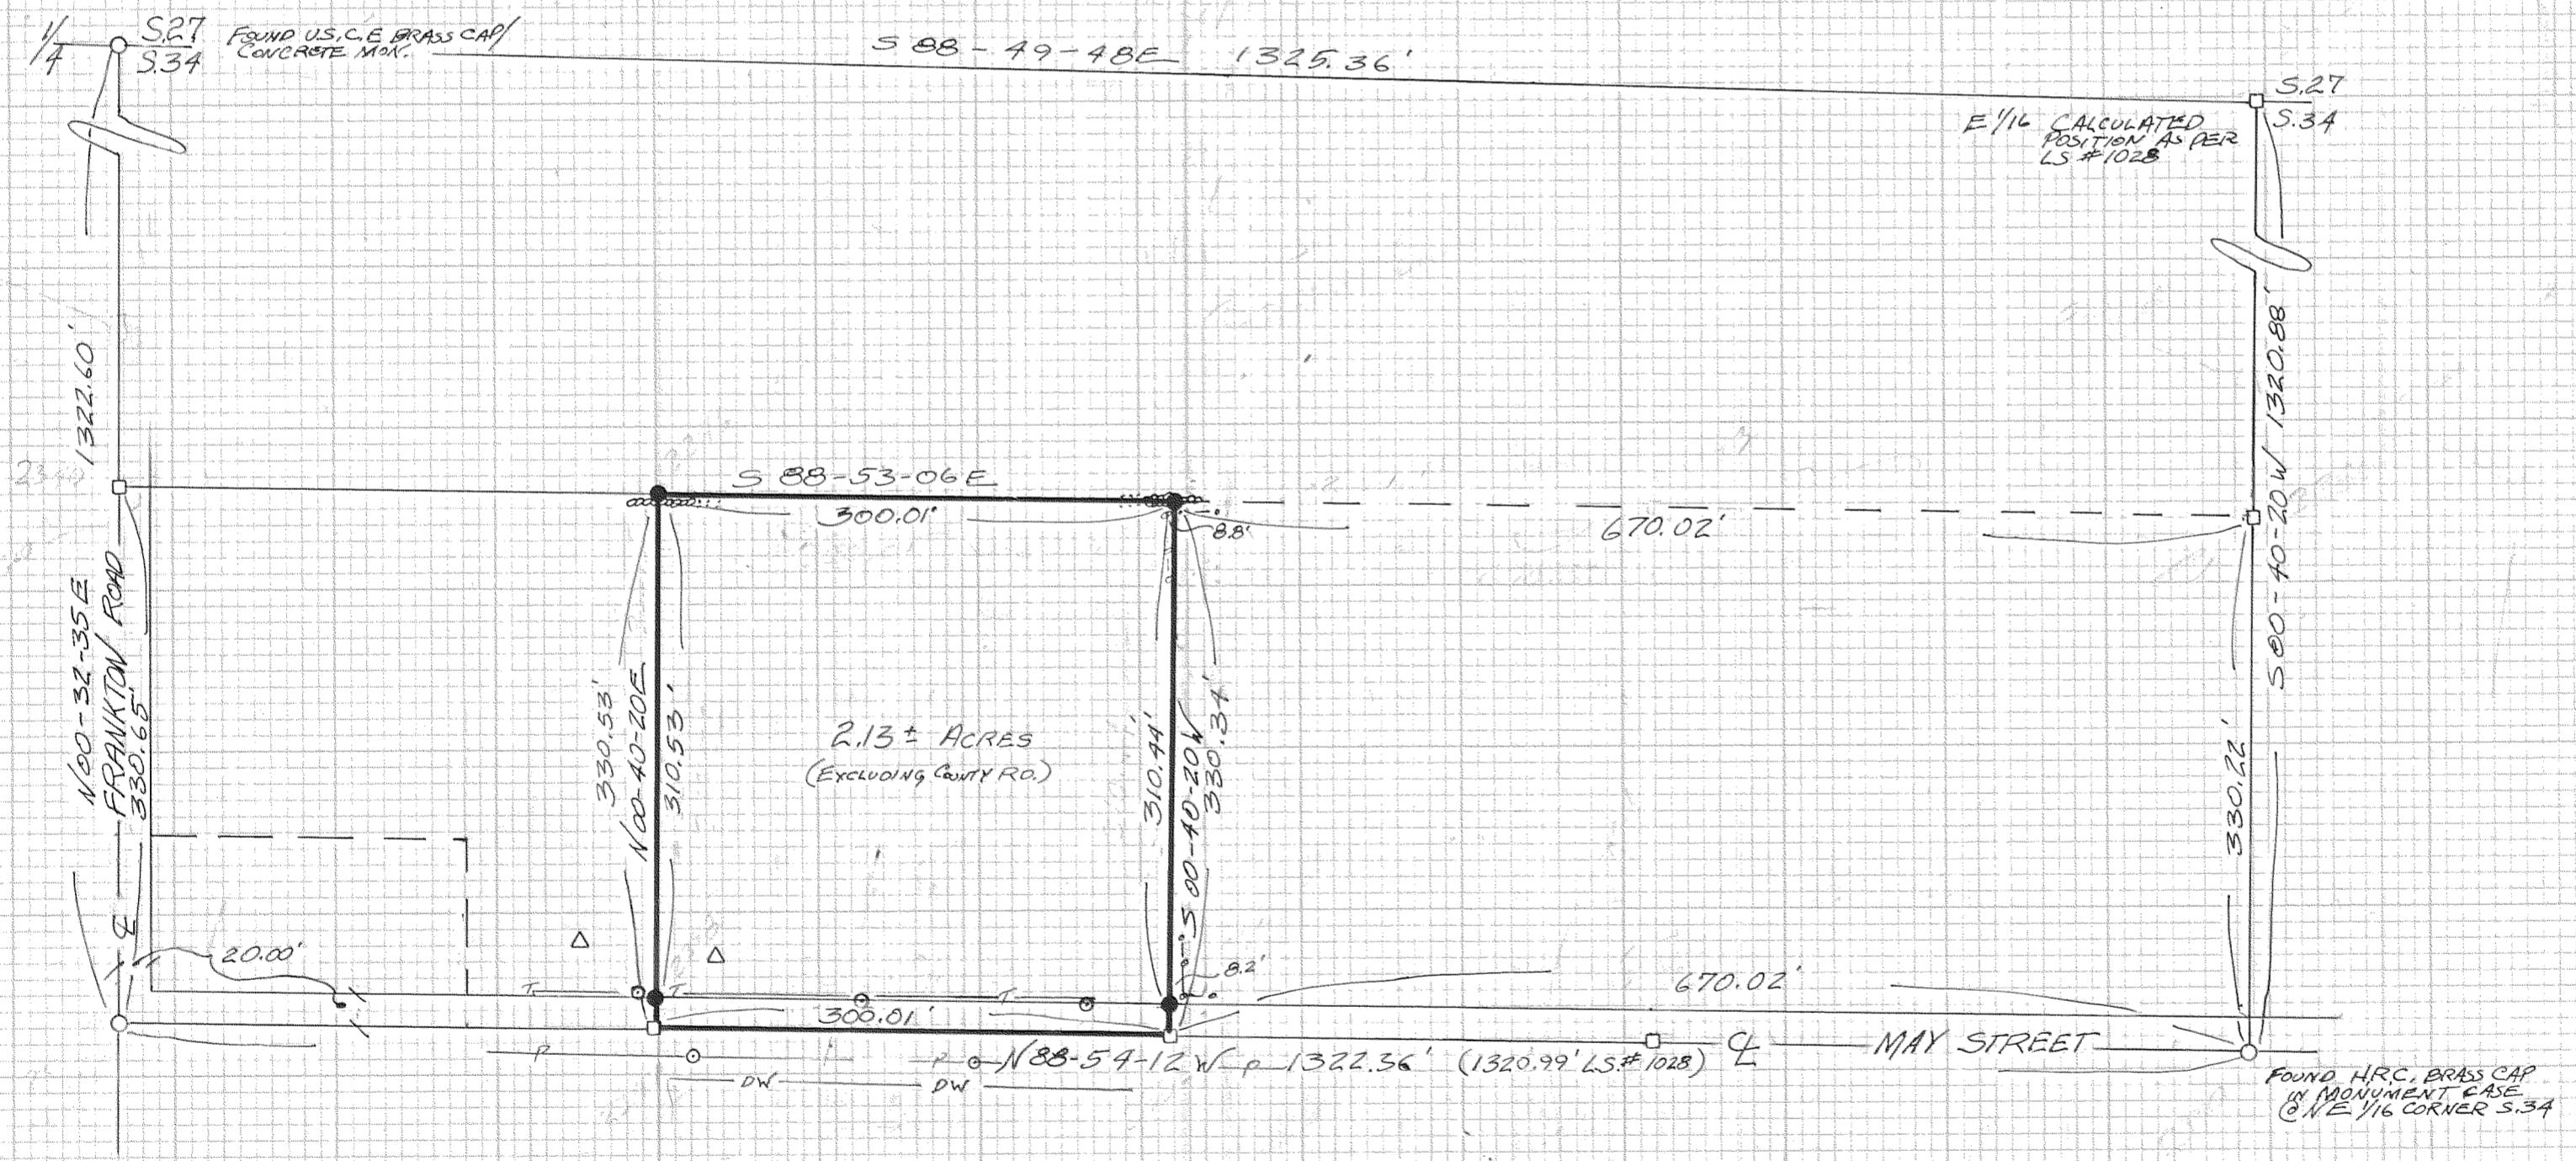 1/4
S.27
S.34
FOUND U.S.C.E BRASS CAP/
CONCRETE MON.
S 88-49-48E 1325.36'
S.27
S.34
E 1/16 CALCULATED
POSITION AS PER
LS #1028
1322.60'
S 00-40-20W 1320.88'
S 88-53-06E
300.01'
8.8'
670.02'
N00-32-35E
FRANKTON ROAD
330.65'
℄
330.53'
N00-40-20E
310.53'
2.13 ± ACRES
(EXCLUDING COUNTY RD.)
310.44'
S 00-40-20W
330.34'
330.22'
20.00'
8.2'
670.02'
T
T
T
300.01'
P
P
N88-54-12 W P 1322.36' (1320.99' LS.# 1028) ℄ MAY STREET
DW
DW
FOUND H.R.C. BRASS CAP
IN MONUMENT CASE
@ NE 1/16 CORNER S.34